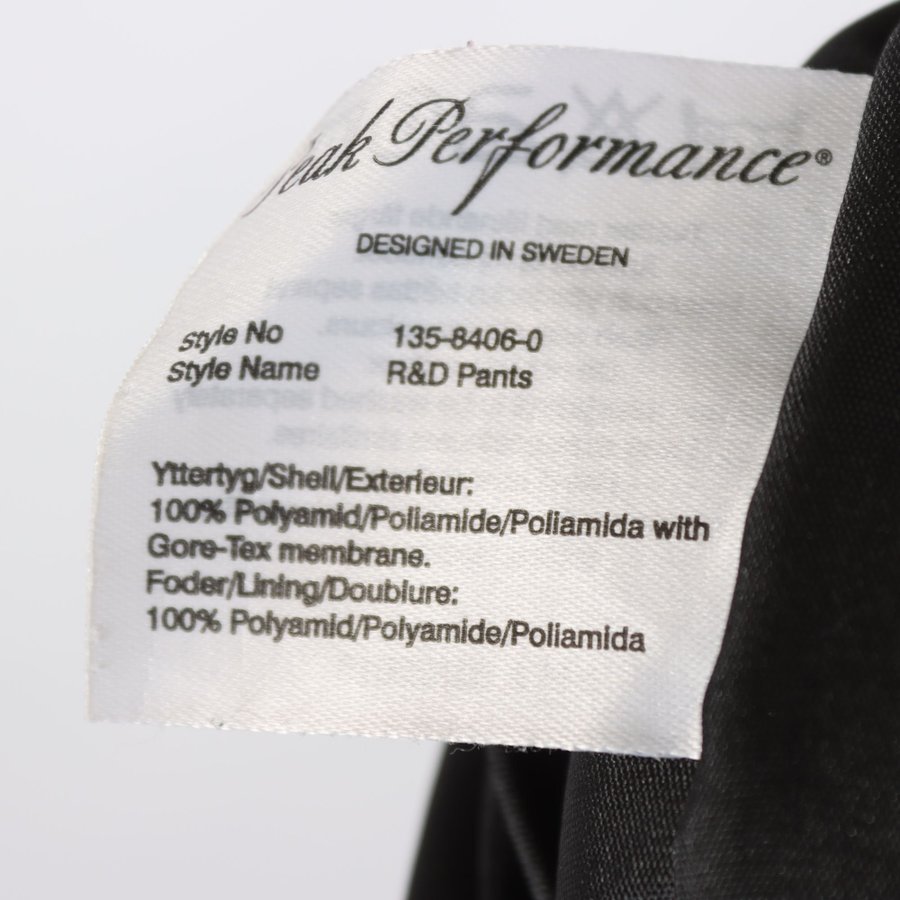 Peak Performance®
DESIGNED IN SWEDEN
Style No 135-8406-0
Style Name R&D Pants
Yttertyg/Shell/Exterieur:
100% Polyamid/Poliamide/Poliamida with
Gore-Tex membrane.
Foder/Lining/Doublure:
100% Polyamid/Polyamide/Poliamida